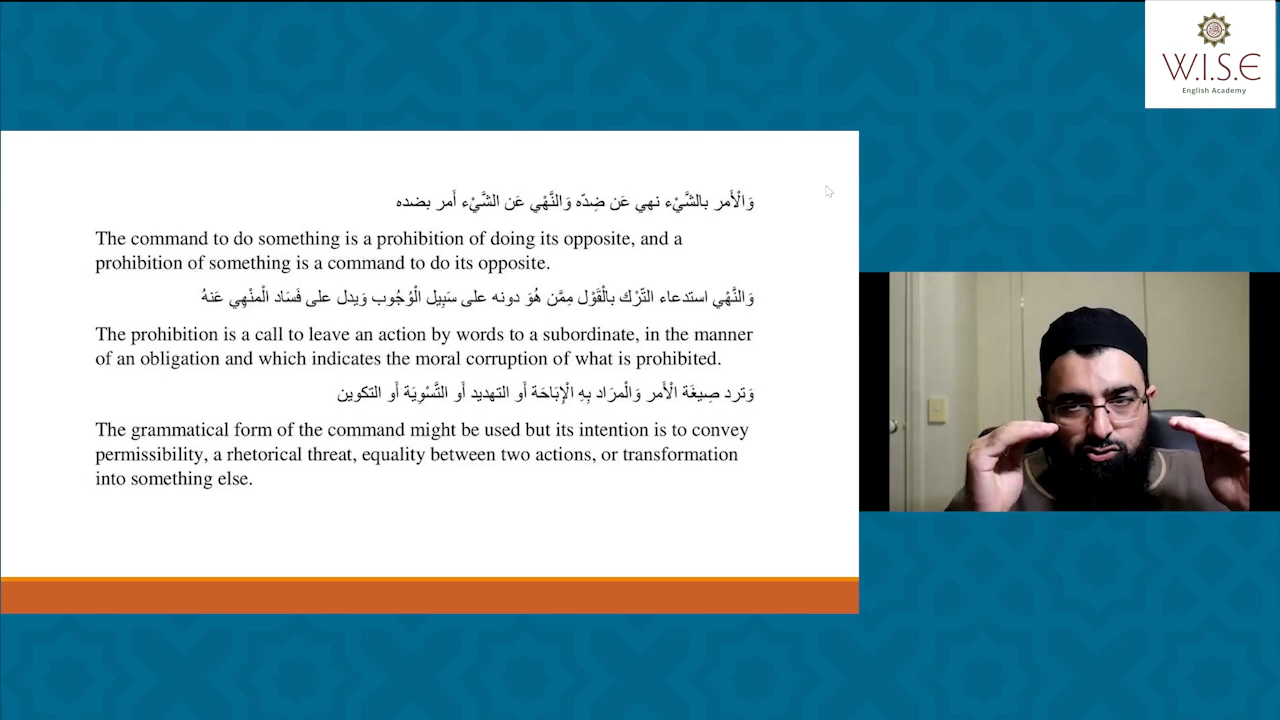 W.I.S.E
English Academy
وَالْأَمر بالشَّيْء نهي عَن ضِدّه وَالنَّهْي عَن الشَّيْء أَمر بضده
The command to do something is a prohibition of doing its opposite, and a
prohibition of something is a command to do its opposite.
وَالنَّهْي استدعاء التّرْك بالْقَوْل مِمَّن هُوَ دونه على سَبِيل الْوُجُوب وَيدل على فَسَاد الْمنْهِي عَنهُ
The prohibition is a call to leave an action by words to a subordinate, in the manner
of an obligation and which indicates the moral corruption of what is prohibited.
وَترد صِيغَة الْأَمر وَالْمرَاد بِهِ الْإِبَاحَة أَو التهديد أَو التَّسْوِيَة أَو التكوين
The grammatical form of the command might be used but its intention is to convey
permissibility, a rhetorical threat, equality between two actions, or transformation
into something else.